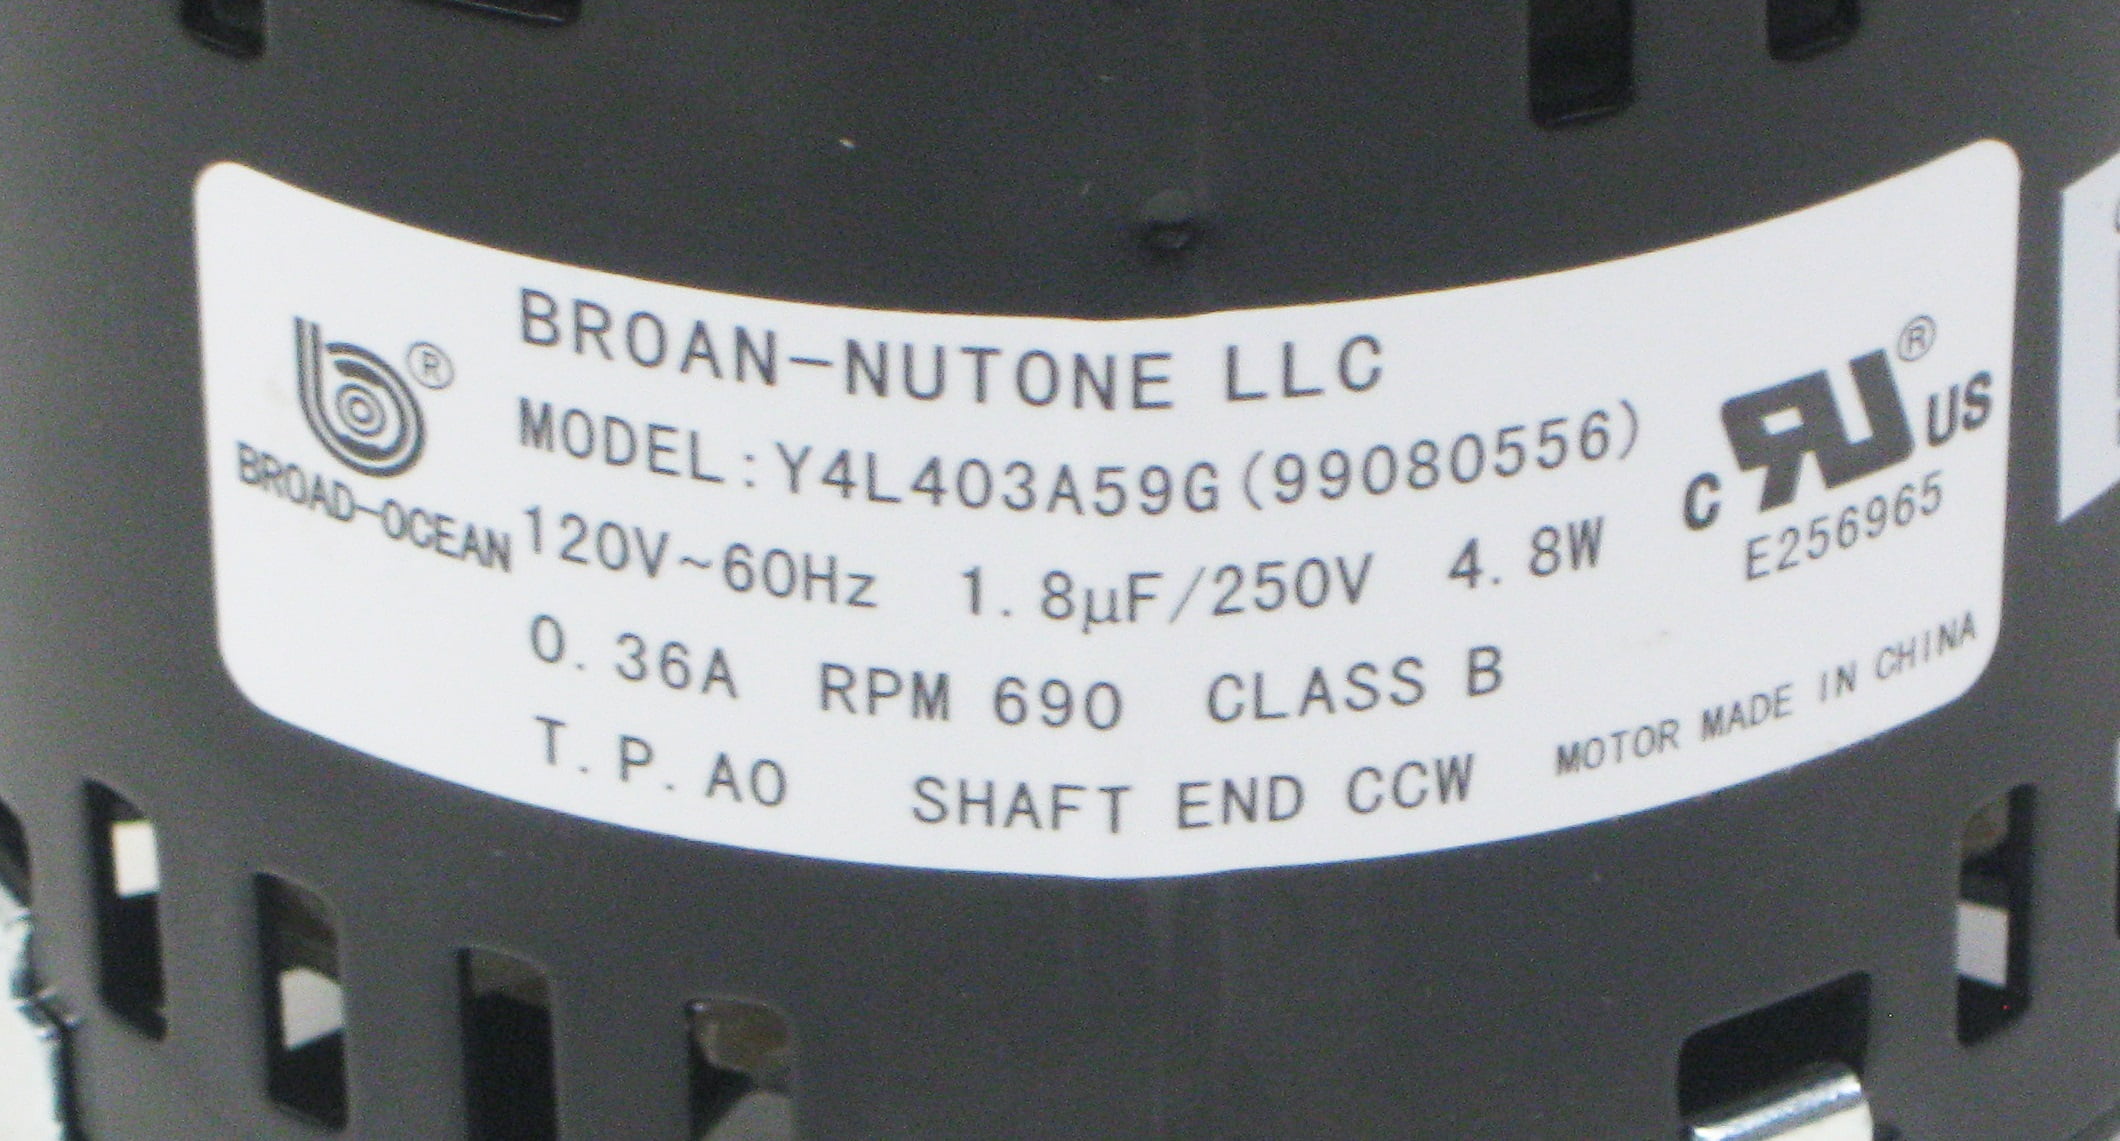 BROAN-NUTONE LLC
MODEL:Y4L403A59G(99080556)
120V~60Hz 1.8µF/250V 4.8W
0.36A RPM 690 CLASS B
T.P.AO SHAFT END CCW
®
BROAD-OCEAN
®
C US
E256965
MOTOR MADE IN CHINA